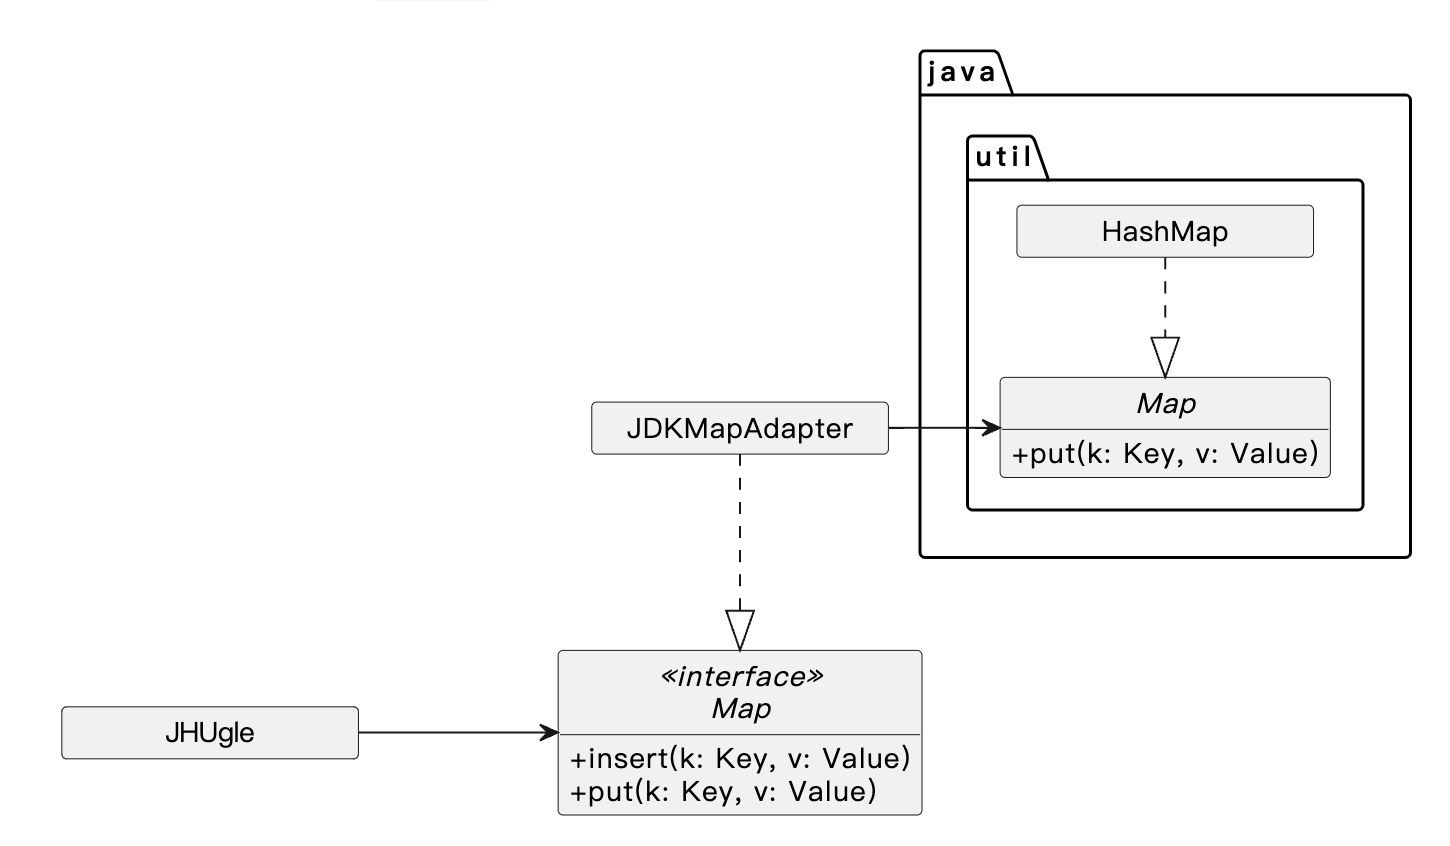 java
util
HashMap
Map
+put(k: Key, v: Value)
JDKMapAdapter
«interface»
Map
+insert(k: Key, v: Value)
+put(k: Key, v: Value)
JHUgle